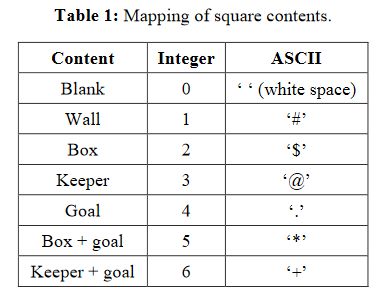 Table 1: Mapping of square contents.
Content Integer ASCII
Blank 0 ‘ ‘ (white space)
Wall 1 ‘#’
Box 2 ‘$’
Keeper 3 ‘@’
Goal 4 ‘.’
Box + goal 5 ‘*’
Keeper + goal 6 ‘+’